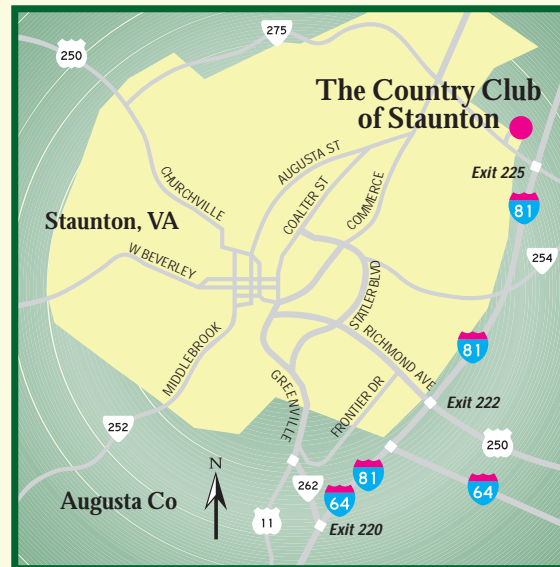 275
250
The Country Club
of Staunton
Exit 225
81
AUGUSTA ST
COALTER ST
COMMERCE
CHURCHVILLE
Staunton, VA
W BEVERLEY
254
STATLER BLVD
81
RICHMOND AVE
MIDDLEBROOK
GREENVILLE
FRONTIER DR
Exit 222
252
250
N
262
81
64
64
Augusta Co
11
Exit 220